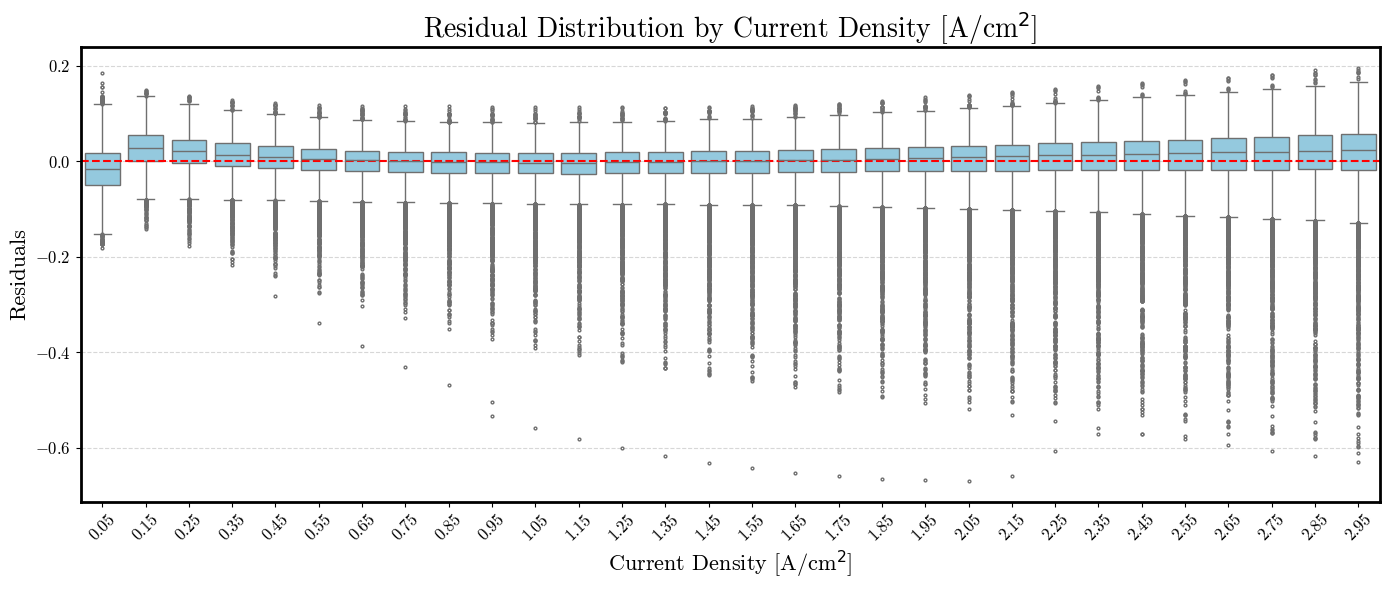 Residual Distribution by Current Density [A/cm²]
Residuals
0.2
0.0
−0.2
−0.4
−0.6
0.05 0.15 0.25 0.35 0.45 0.55 0.65 0.75 0.85 0.95 1.05 1.15 1.25 1.35 1.45 1.55 1.65 1.75 1.85 1.95 2.05 2.15 2.25 2.35 2.45 2.55 2.65 2.75 2.85 2.95
Current Density [A/cm²]